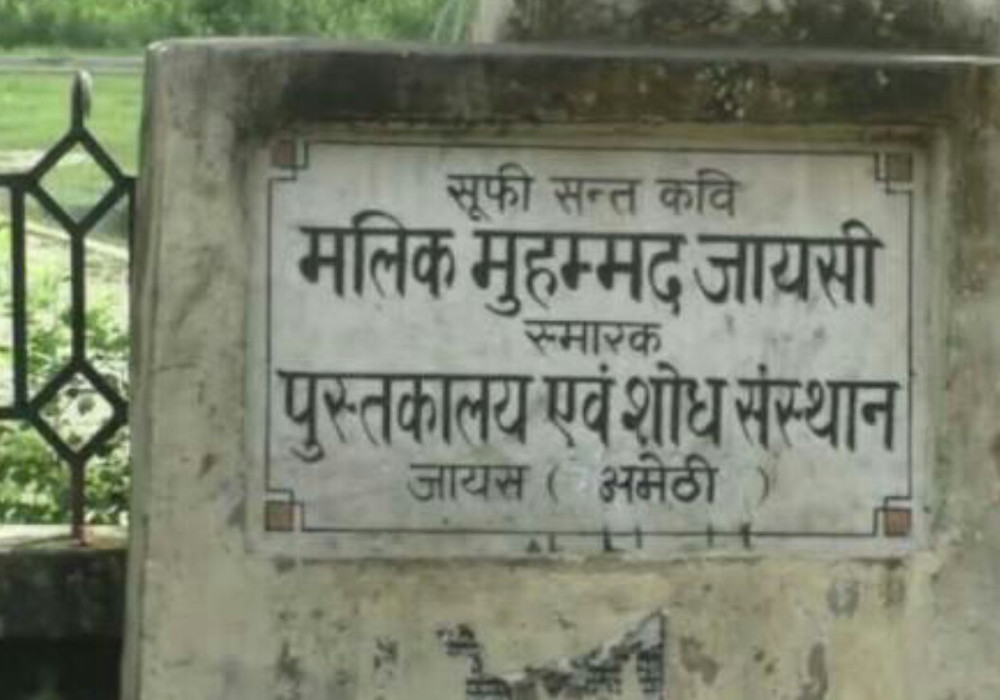 सूफी सन्त कवि
मलिक मुहम्मद जायसी
स्मारक
पुस्तकालय एवं शोध संस्थान
जायस ( अमेठी )